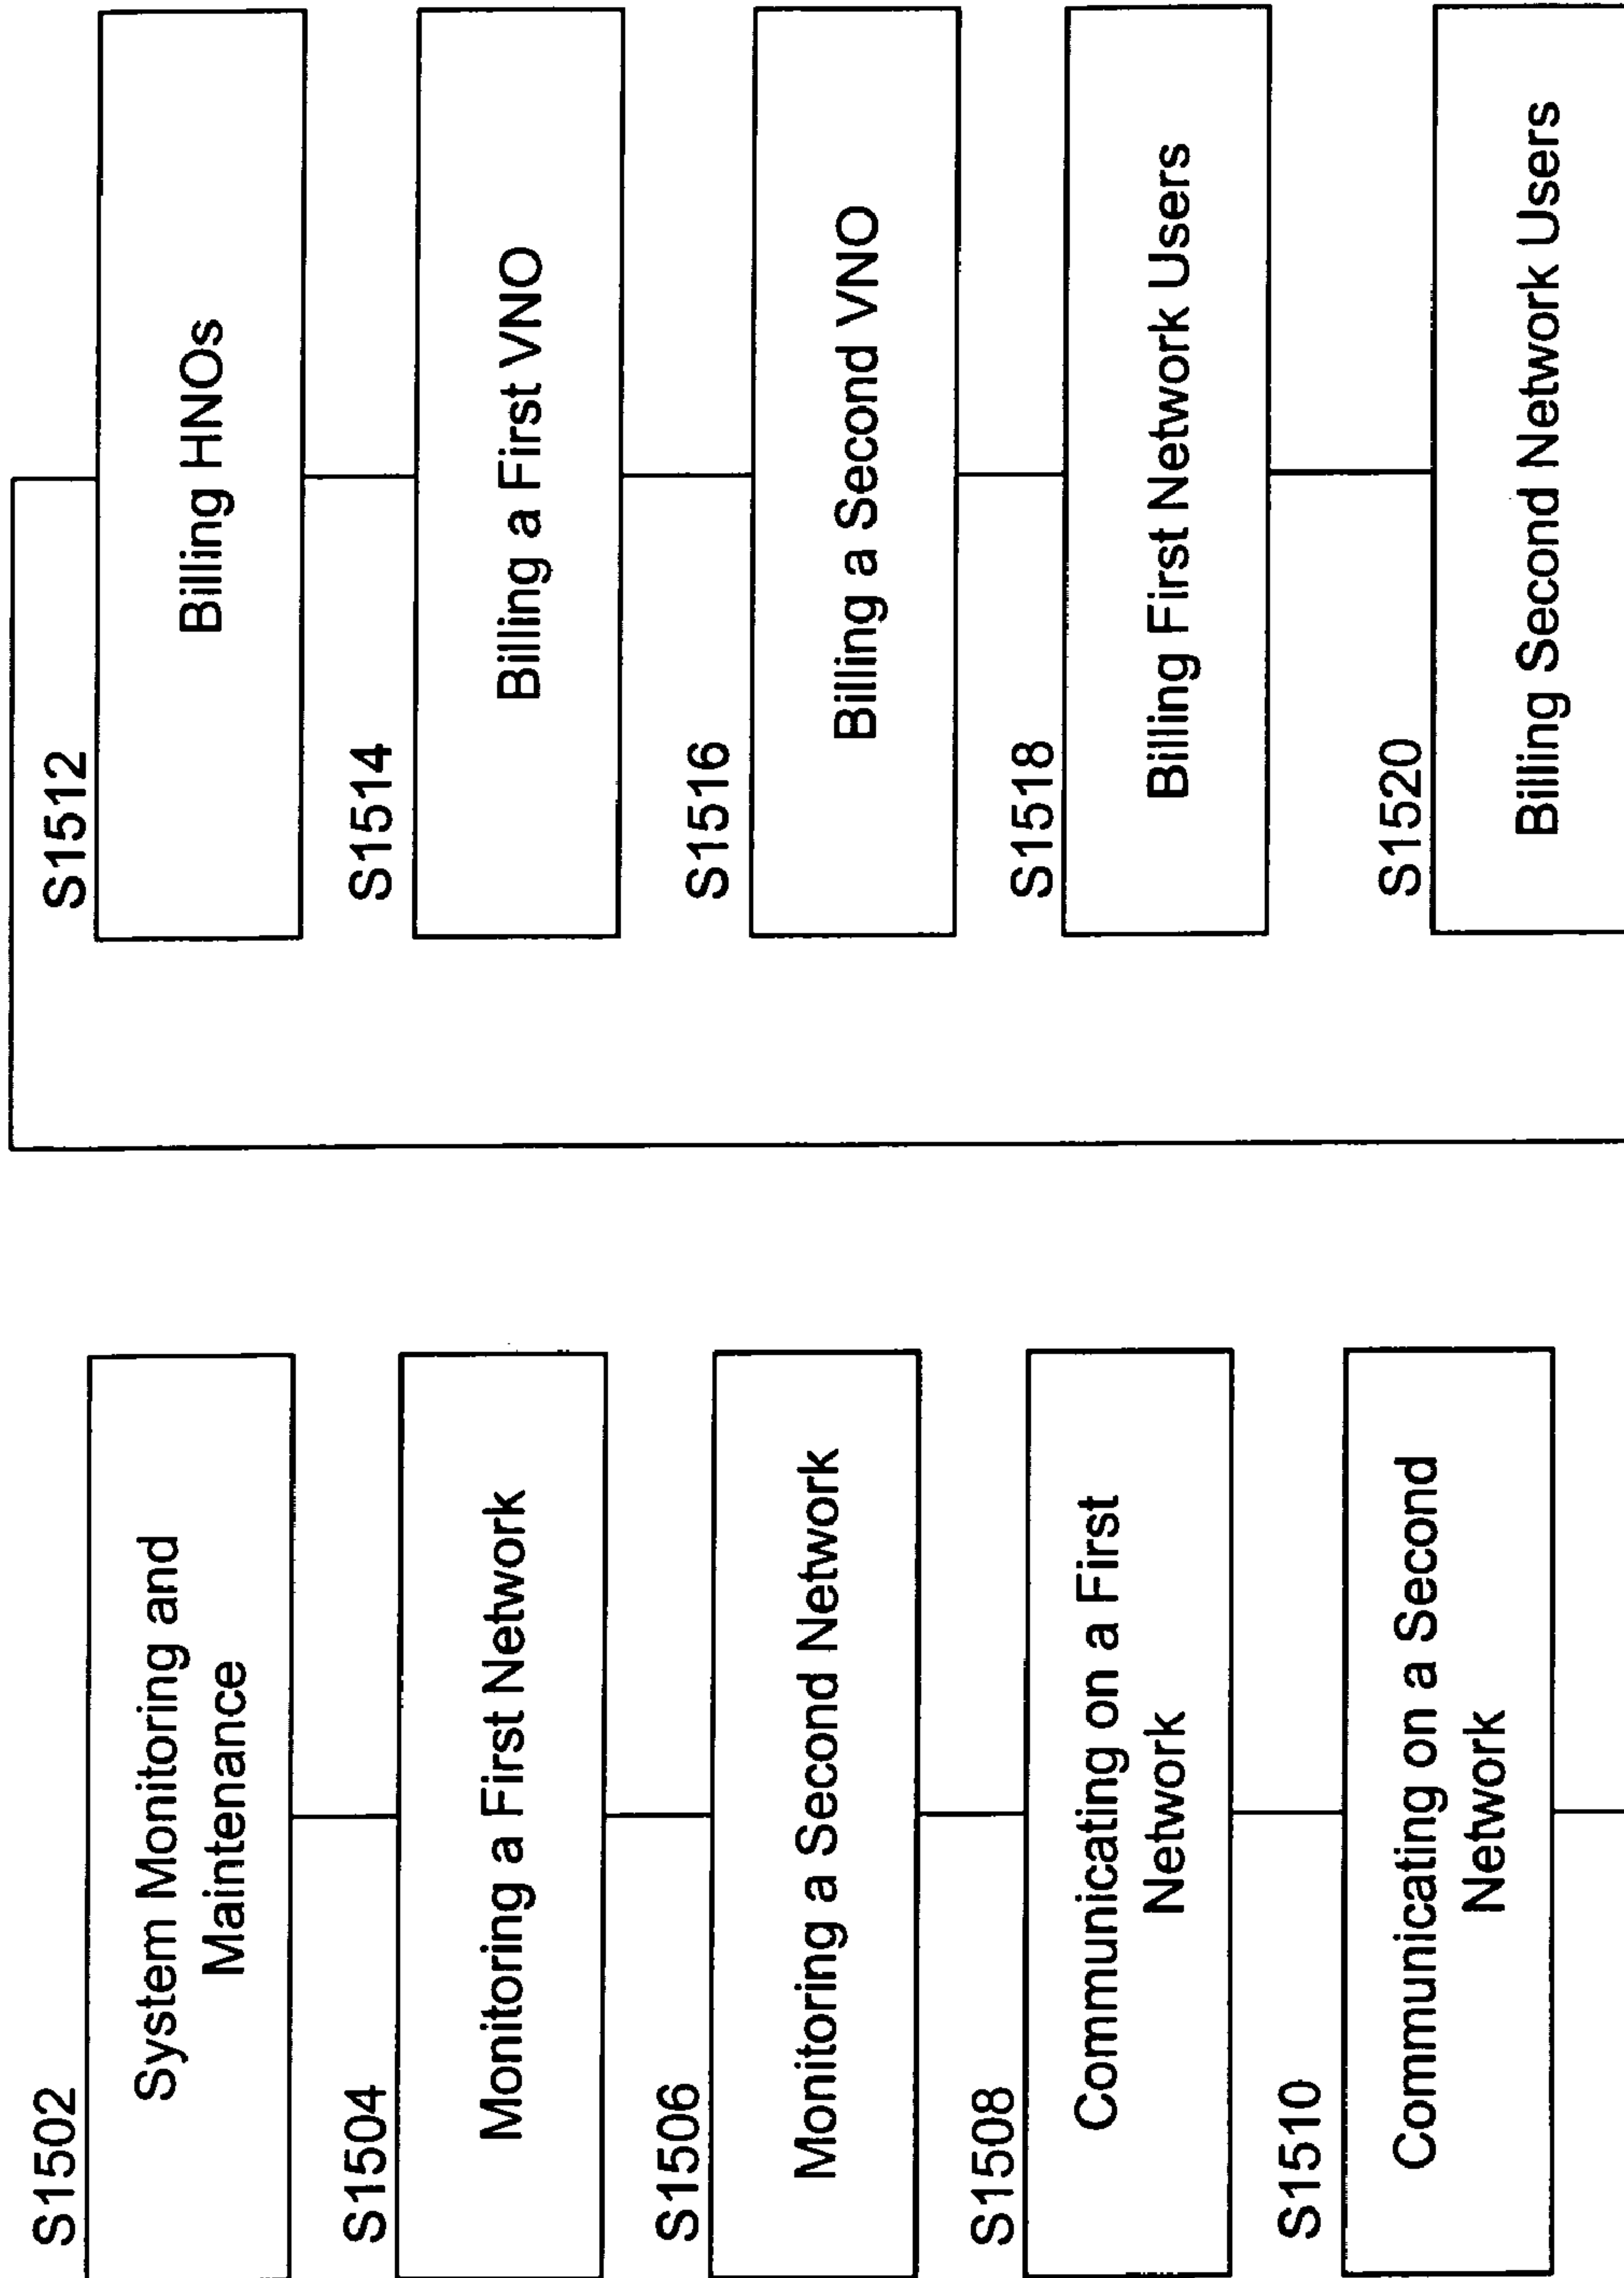 S1502
System Monitoring and
Maintenance
S1504
Monitoring a First Network
S1506
Monitoring a Second Network
S1508
Communicating on a First
Network
S1510
Communicating on a Second
Network
S1512
Billing HNOs
S1514
Billing a First VNO
S1516
Billing a Second VNO
S1518
Billing First Network Users
S1520
Billing Second Network Users